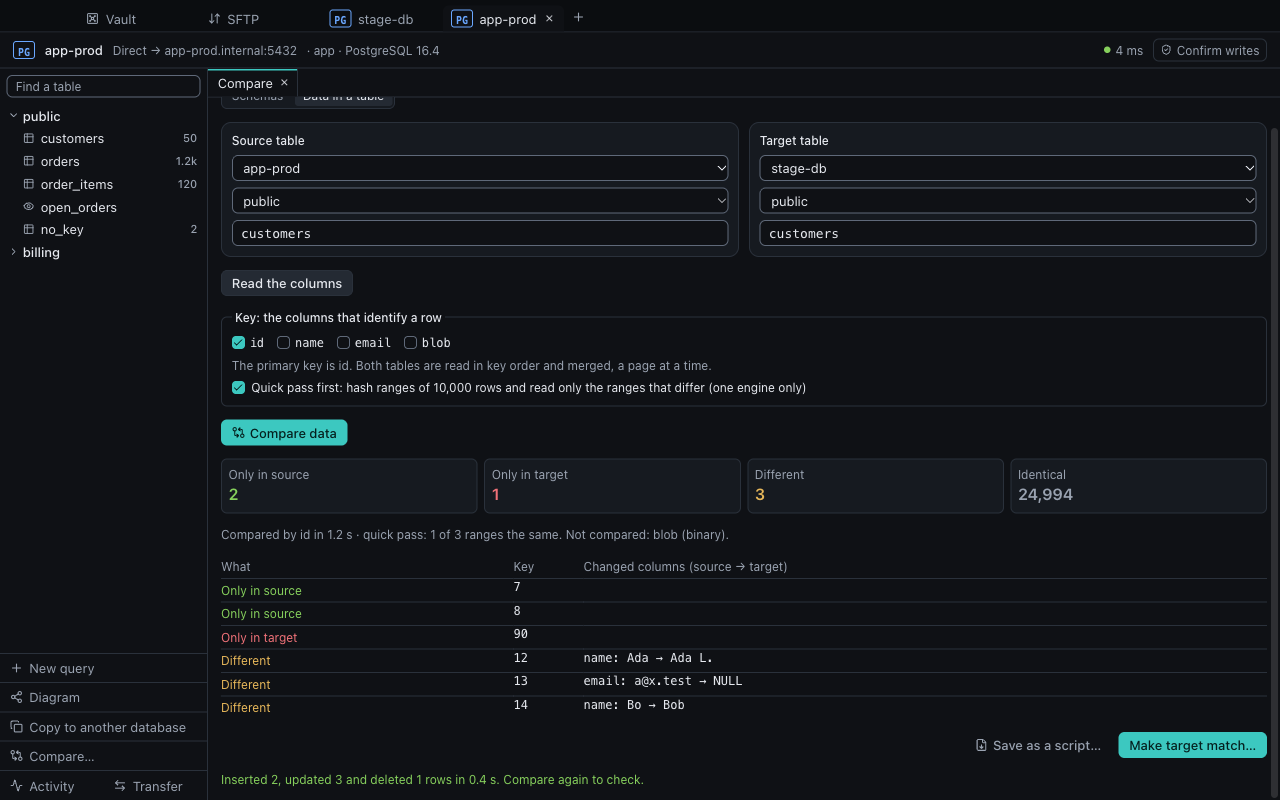 Vault
SFTP
PG stage-db
PG app-prod × +
PG app-prod Direct → app-prod.internal:5432 · app · PostgreSQL 16.4
4 ms
Confirm writes
Find a table
public
customers 50
orders 1.2k
order_items 120
open_orders
no_key 2
billing
New query
Diagram
Copy to another database
Compare...
Activity
Transfer
Compare ×
Schemas Data in a table
Source table
app-prod
public
customers
Target table
stage-db
public
customers
Read the columns
Key: the columns that identify a row
id name email blob
The primary key is id. Both tables are read in key order and merged, a page at a time.
Quick pass first: hash ranges of 10,000 rows and read only the ranges that differ (one engine only)
Compare data
Only in source
2
Only in target
1
Different
3
Identical
24,994
Compared by id in 1.2 s · quick pass: 1 of 3 ranges the same. Not compared: blob (binary).
What Key Changed columns (source → target)
Only in source 7
Only in source 8
Only in target 90
Different 12 name: Ada → Ada L.
Different 13 email: a@x.test → NULL
Different 14 name: Bo → Bob
Save as a script...
Make target match...
Inserted 2, updated 3 and deleted 1 rows in 0.4 s. Compare again to check.